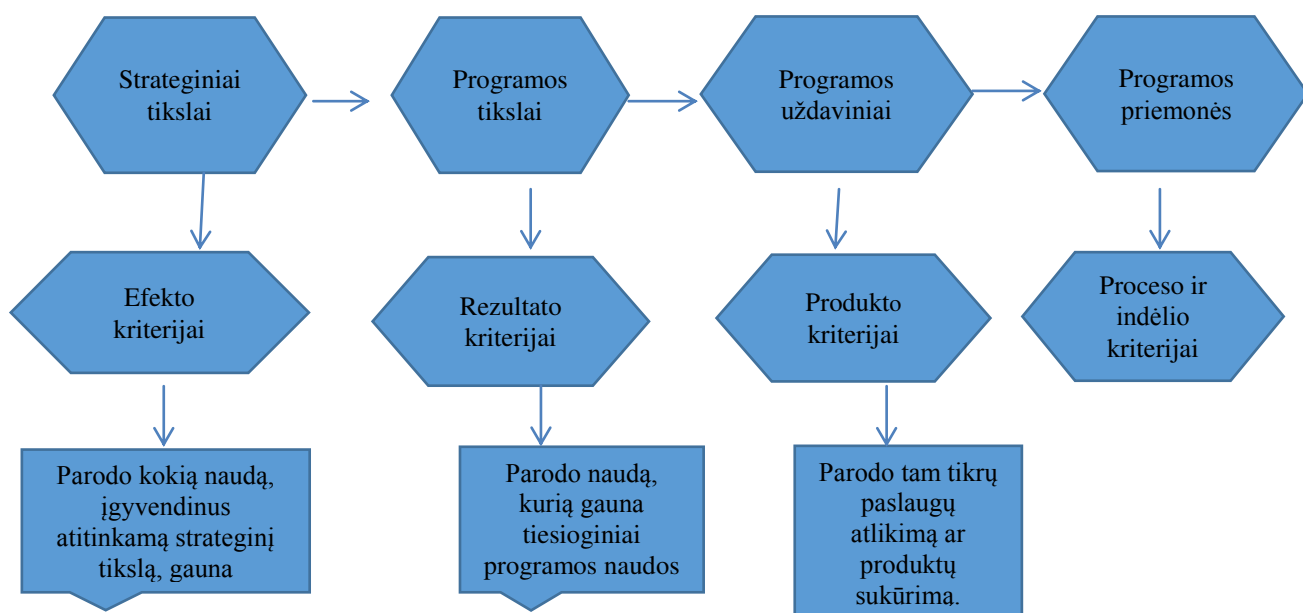 Strateginiai
tikslai
Programos
tikslai
Programos
uždaviniai
Programos
priemonės
Efekto
kriterijai
Rezultato
kriterijai
Produkto
kriterijai
Proceso ir
indėlio
kriterijai
Parodo kokią naudą,
įgyvendinus
atitinkamą strateginį
tikslą, gauna
Parodo naudą,
kurią gauna
tiesioginiai
programos naudos
Parodo tam tikrų
paslaugų
atlikimą ar
produktų
sukūrimą.